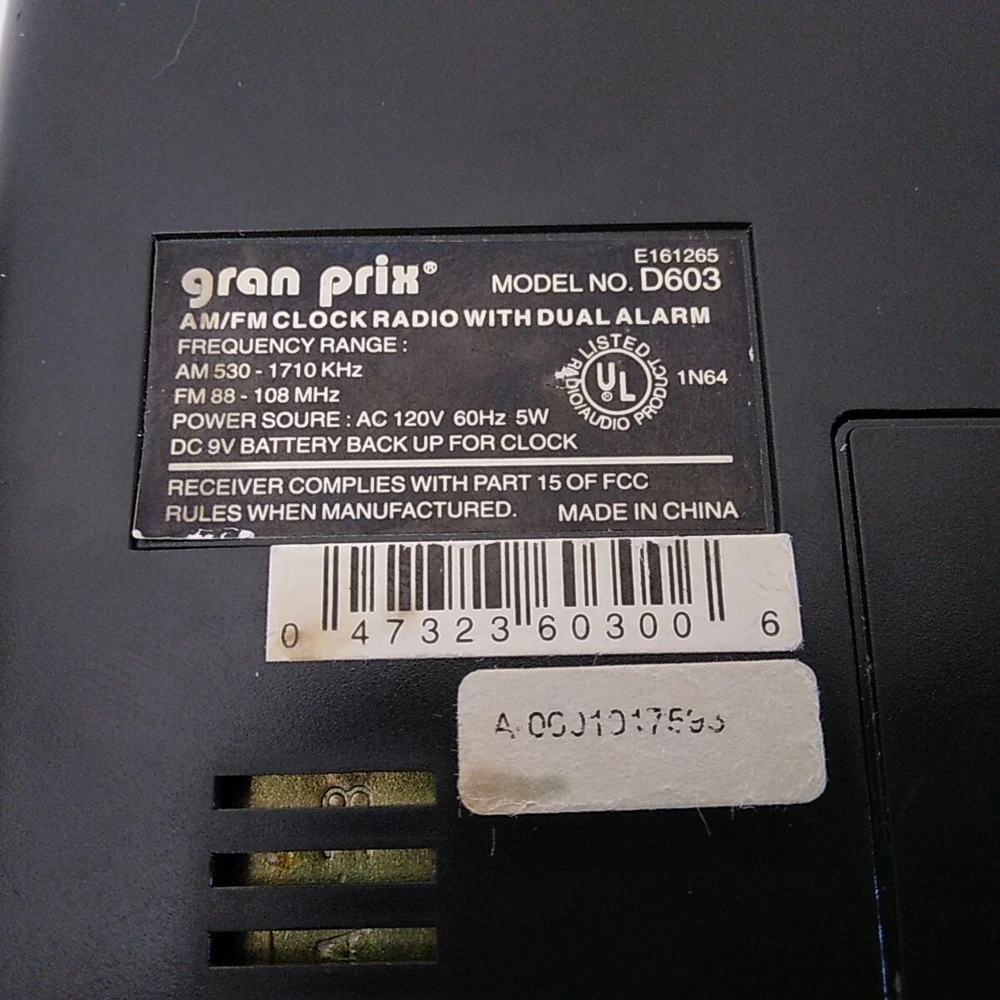 E161265
gran prix® MODEL NO. D603
AM/FM CLOCK RADIO WITH DUAL ALARM
FREQUENCY RANGE :
AM 530 - 1710 KHz
FM 88 - 108 MHz
LISTED
UL ®
RADIO/AUDIO PRODUCT
1N64
POWER SOURE : AC 120V 60Hz 5W
DC 9V BATTERY BACK UP FOR CLOCK
RECEIVER COMPLIES WITH PART 15 OF FCC
RULES WHEN MANUFACTURED. MADE IN CHINA
0 47323 60300 6